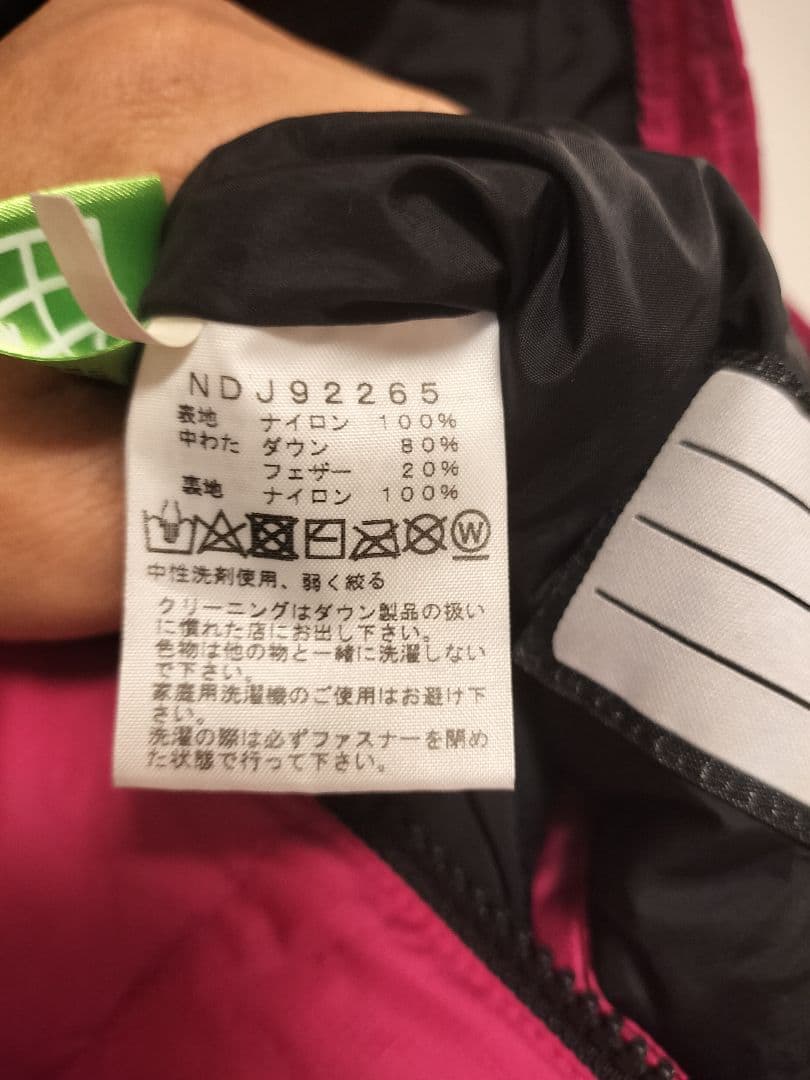 NDJ92265
表地 ナイロン 100%
中わた ダウン 80%
フェザー 20%
裏地 ナイロン 100%
W
中性洗剤使用、弱く絞る
クリーニングはダウン製品の扱い
に慣れた店にお出し下さい。
色物は他の物と一緒に洗濯しない
で下さい。
家庭用洗濯機のご使用はお避け下
さい。
洗濯の際は必ずファスナーを閉め
た状態で行って下さい。